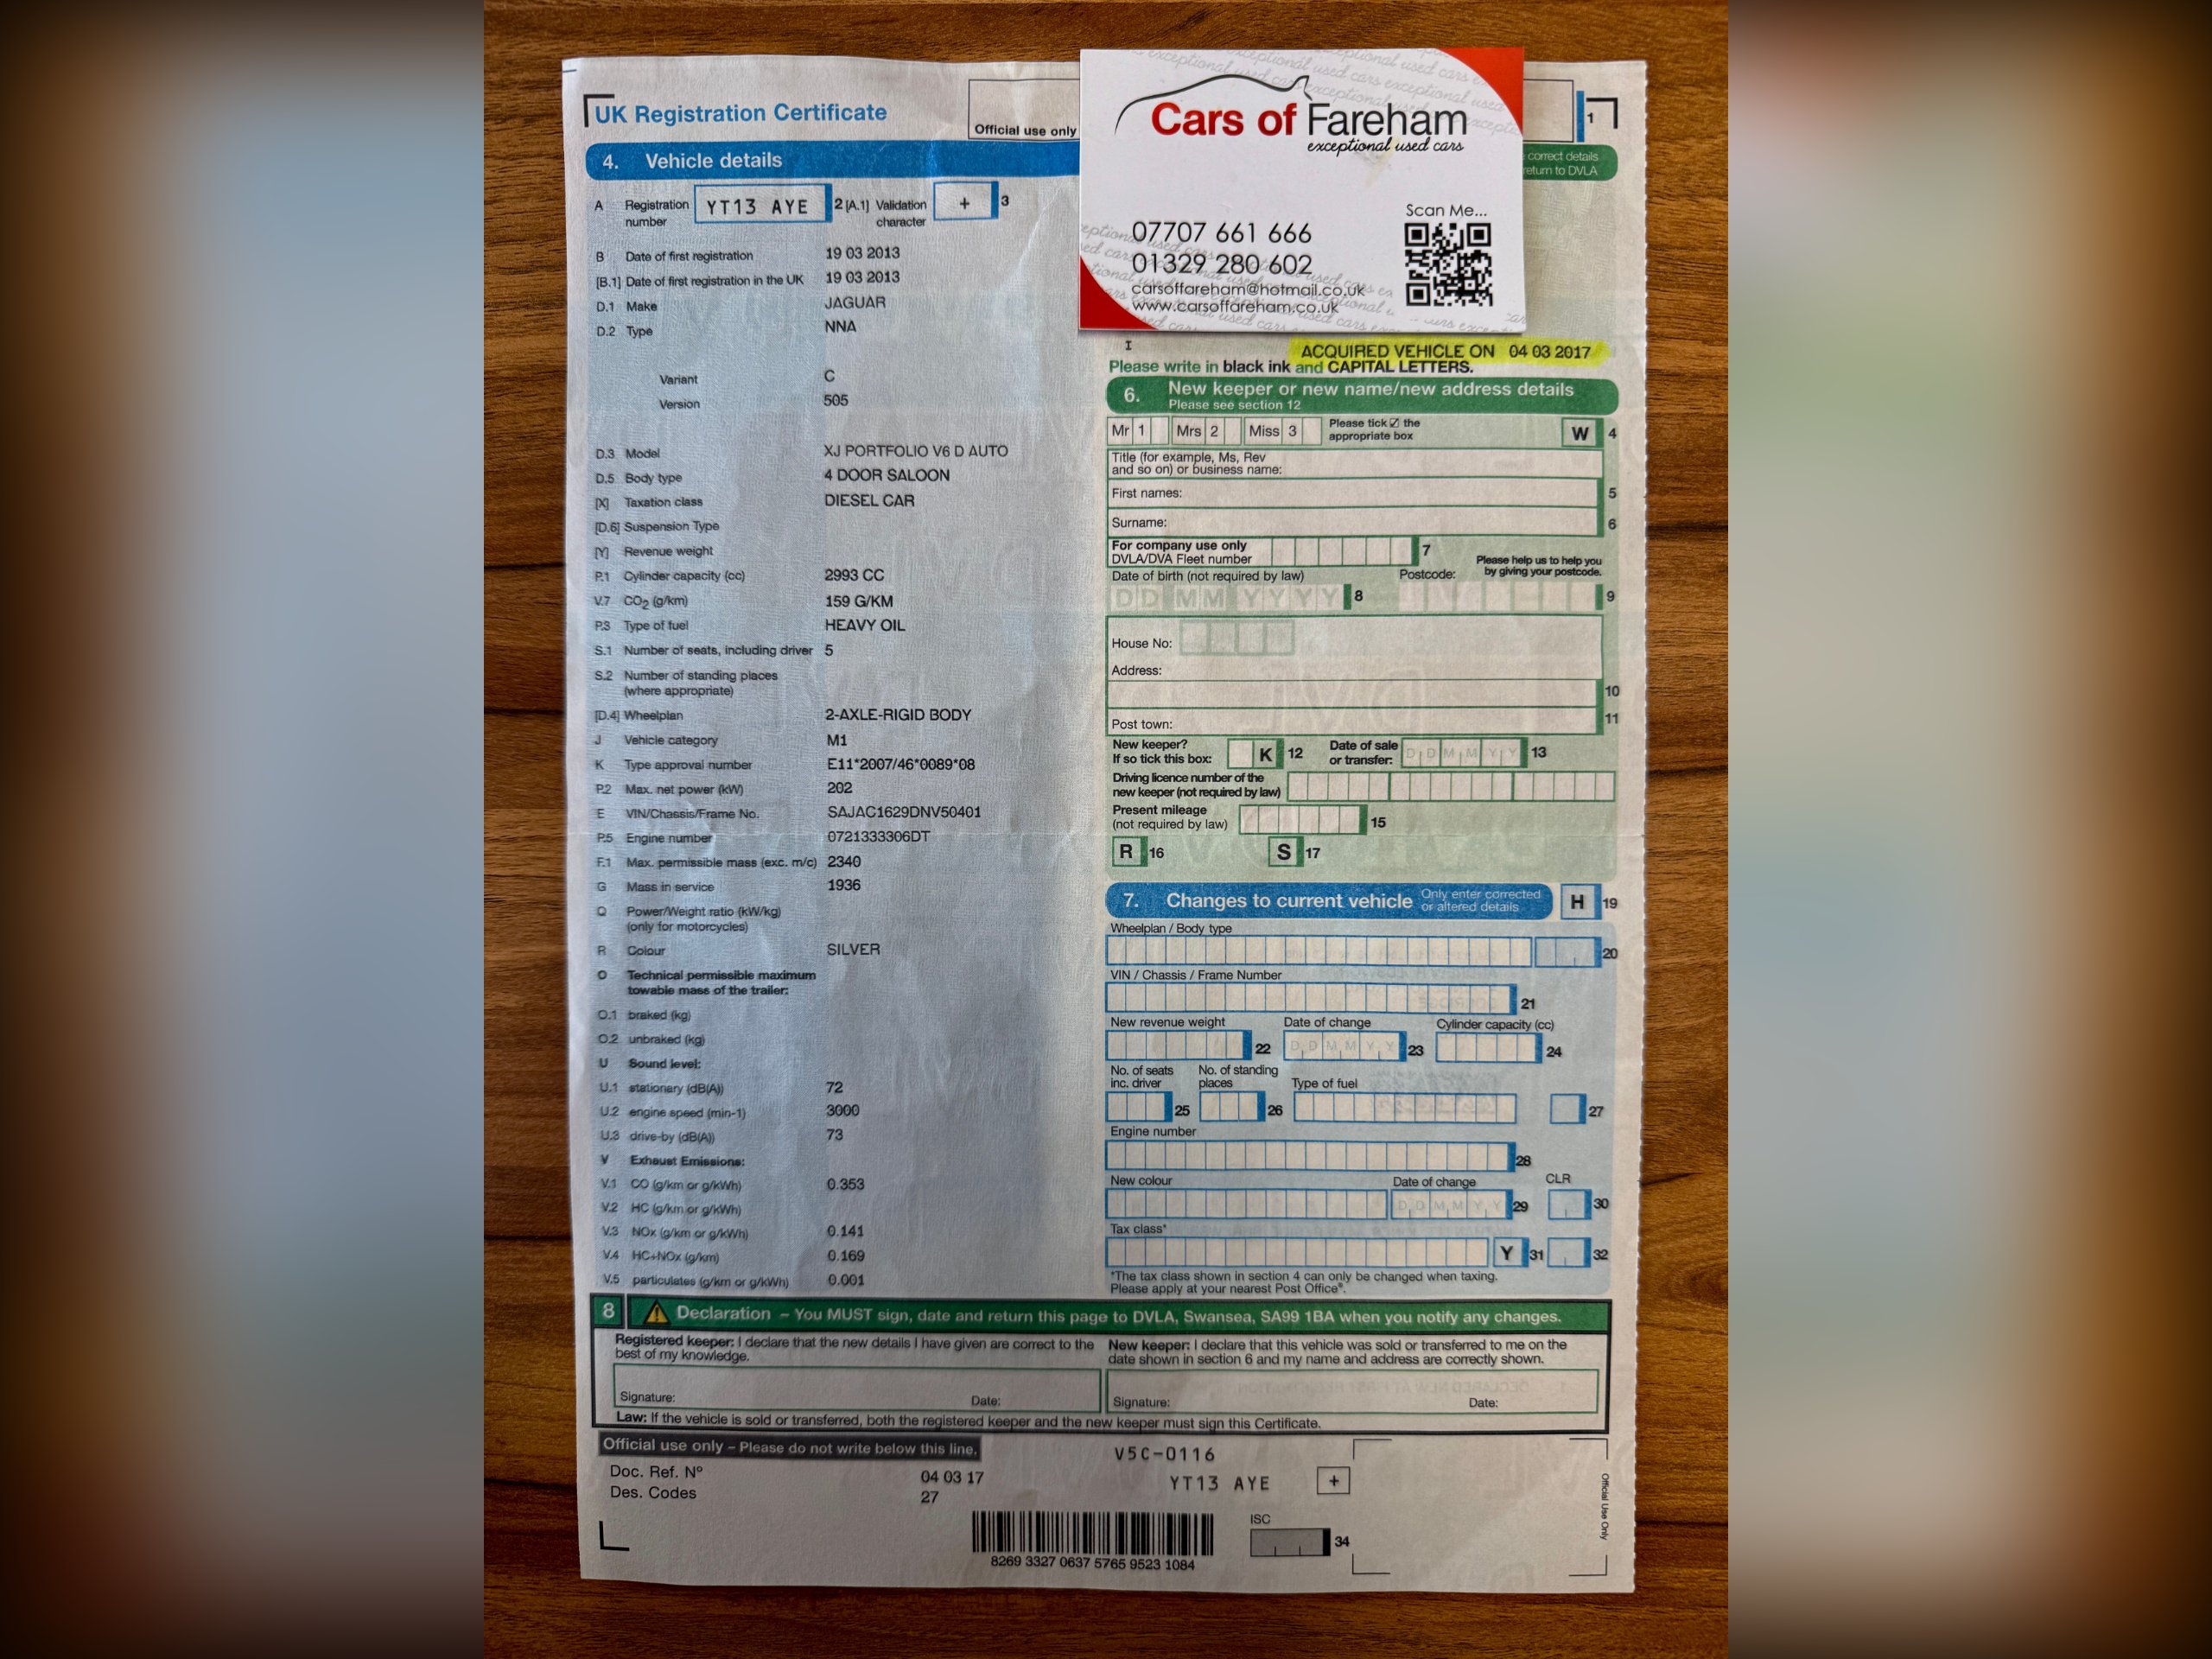 UK Registration Certificate
Official use only
1
4. Vehicle details
A Registration number YT13 AYE 2 [A.1] Validation character + 3
B Date of first registration 19 03 2013
[B.1] Date of first registration in the UK 19 03 2013
D.1 Make JAGUAR
D.2 Type NNA
Variant C
Version 505
D.3 Model XJ PORTFOLIO V6 D AUTO
D.5 Body type 4 DOOR SALOON
[X] Taxation class DIESEL CAR
[D.6] Suspension Type
[Y] Revenue weight
P.1 Cylinder capacity (cc) 2993 CC
V.7 CO2 (g/km) 159 G/KM
P.3 Type of fuel HEAVY OIL
S.1 Number of seats, including driver 5
S.2 Number of standing places
(where appropriate)
[D.4] Wheelplan 2-AXLE-RIGID BODY
J Vehicle category M1
K Type approval number E11*2007/46*0089*08
P.2 Max. net power (kW) 202
E VIN/Chassis/Frame No. SAJAC1629DNV50401
P.5 Engine number 0721333306DT
F.1 Max. permissible mass (exc. m/c) 2340
G Mass in service 1936
Q Power/Weight ratio (kW/kg)
(only for motorcycles)
R Colour SILVER
O Technical permissible maximum
towable mass of the trailer:
O.1 braked (kg)
O.2 unbraked (kg)
U Sound level:
U.1 stationary (dB(A)) 72
U.2 engine speed (min-1) 3000
U.3 drive-by (dB(A)) 73
V Exhaust Emissions:
V.1 CO (g/km or g/kWh) 0.353
V.2 HC (g/km or g/kWh)
V.3 NOx (g/km or g/kWh) 0.141
V.4 HC+NOx (g/km) 0.169
V.5 particulates (g/km or g/kWh) 0.001
Cars of Fareham
exceptional used cars
Scan Me...
07707 661 666
01329 280 602
carsoffareham@hotmail.co.uk
www.carsoffareham.co.uk
correct details
return to DVLA
ACQUIRED VEHICLE ON 04 03 2017
Please write in black ink and CAPITAL LETTERS.
6. New keeper or new name/new address details
Please see section 12
Mr 1 Mrs 2 Miss 3 Please tick ☑ the
appropriate box W 4
Title (for example, Ms, Rev
and so on) or business name:
First names: 5
Surname: 6
For company use only
DVLA/DVA Fleet number 7 Please help us to help you
by giving your postcode.
Date of birth (not required by law) Postcode:
D D M M Y Y Y Y 8 9
House No:
Address:
10
Post town: 11
New keeper?
If so tick this box: K 12 Date of sale
or transfer: D D M M Y Y 13
Driving licence number of the
new keeper (not required by law)
Present mileage
(not required by law) 15
R 16 S 17
7. Changes to current vehicle Only enter corrected
or altered details H 19
Wheelplan / Body type
20
VIN / Chassis / Frame Number
21
New revenue weight Date of change Cylinder capacity (cc)
22 D D M M Y Y 23 24
No. of seats
inc. driver No. of standing
places Type of fuel
25 26 27
Engine number
28
New colour Date of change CLR
D D M M Y Y 29 30
Tax class*
Y 31 32
*The tax class shown in section 4 can only be changed when taxing.
Please apply at your nearest Post Office®.
8 Declaration – You MUST sign, date and return this page to DVLA, Swansea, SA99 1BA when you notify any changes.
Registered keeper: I declare that the new details I have given are correct to the
best of my knowledge.
Signature: Date:
New keeper: I declare that this vehicle was sold or transferred to me on the
date shown in section 6 and my name and address are correctly shown.
Signature: Date:
Law: If the vehicle is sold or transferred, both the registered keeper and the new keeper must sign this Certificate.
Official use only – Please do not write below this line.
V5C-0116
Doc. Ref. Nº 04 03 17
YT13 AYE +
Des. Codes 27
ISC
34
8269 3327 0637 5765 9523 1084
Official Use Only